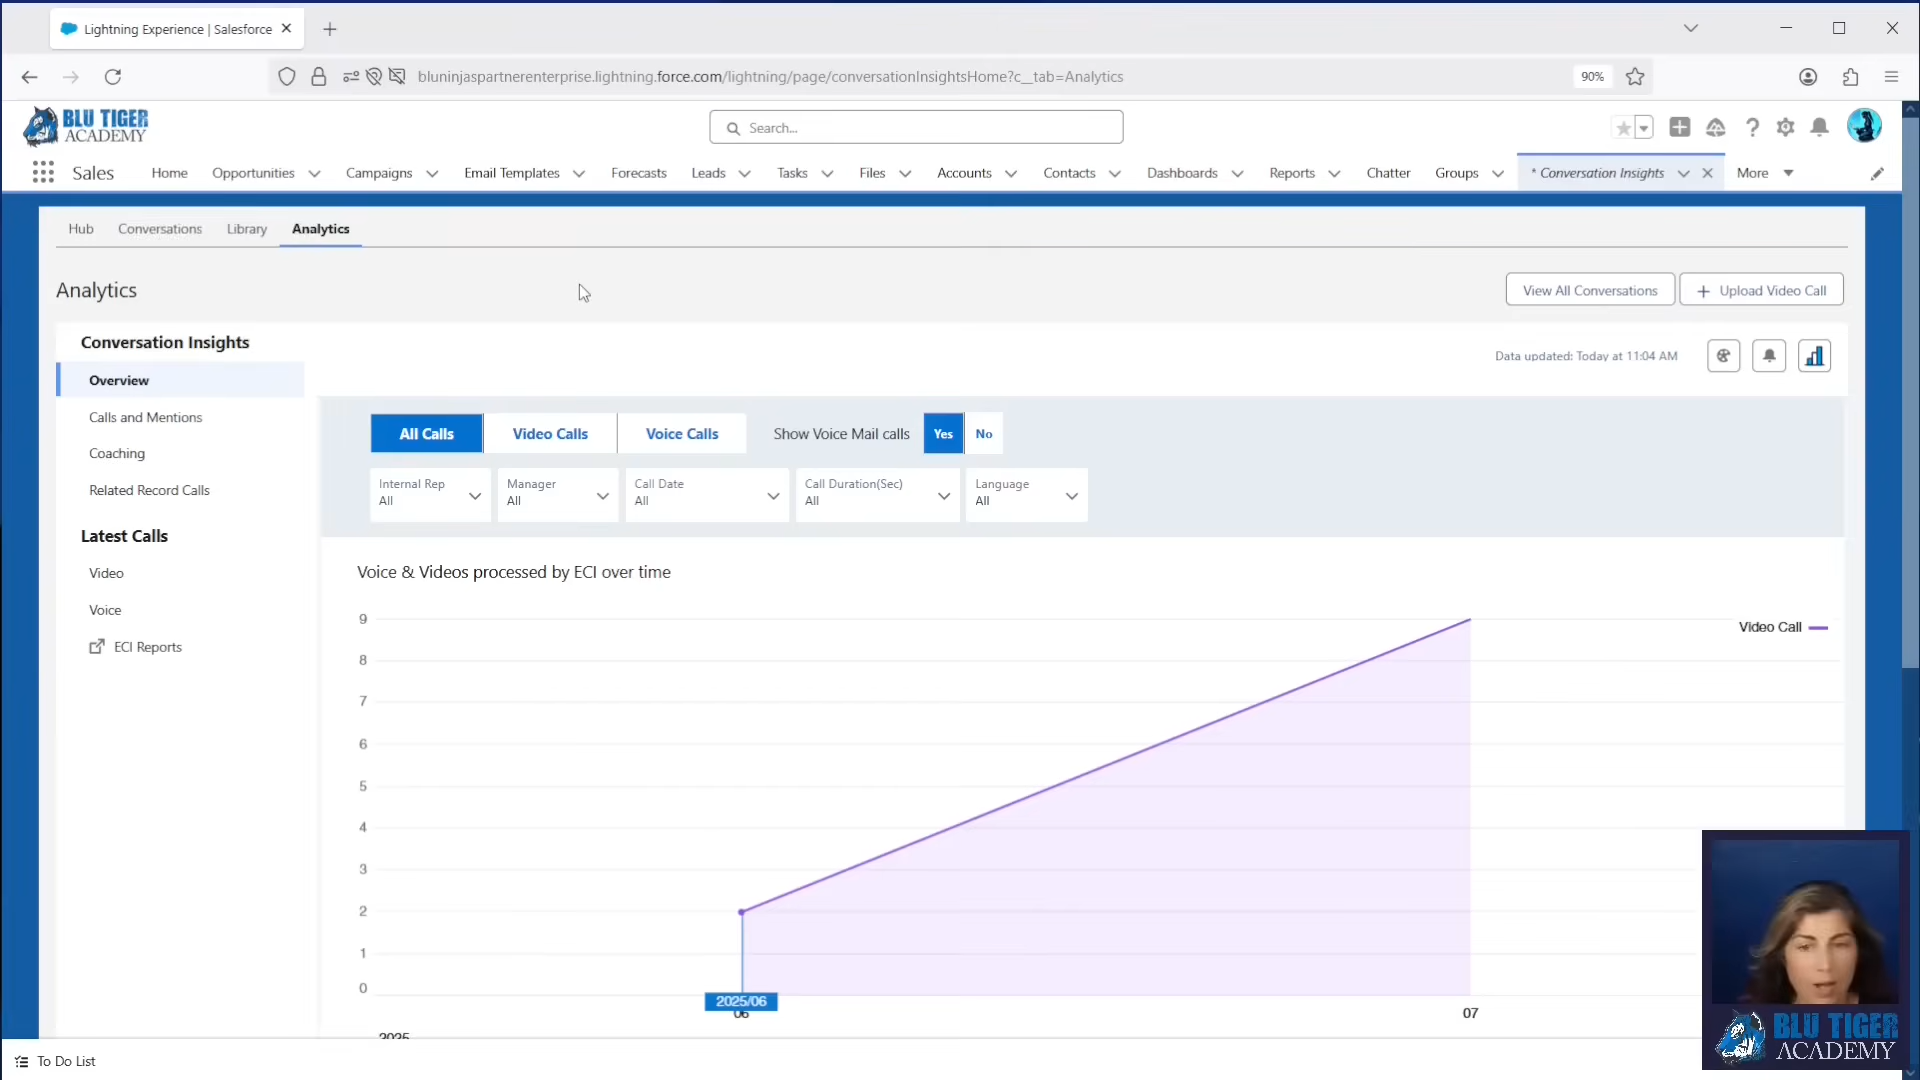 Lightning Experience | Salesforce
bluninjaspartnerenterprise.lightning.force.com/lightning/page/conversationInsightsHome?c__tab=Analytics
90%
BLU TIGER
ACADEMY
Search...
Sales
Home
Opportunities
Campaigns
Email Templates
Forecasts
Leads
Tasks
Files
Accounts
Contacts
Dashboards
Reports
Chatter
Groups
* Conversation Insights
More
Hub
Conversations
Library
Analytics
Analytics
View All Conversations
Upload Video Call
Conversation Insights
Data updated: Today at 11:04 AM
Overview
Calls and Mentions
Coaching
Related Record Calls
Latest Calls
Video
Voice
ECI Reports
All Calls
Video Calls
Voice Calls
Show Voice Mail calls
Yes
No
Internal Rep
All
Manager
All
Call Date
All
Call Duration(Sec)
All
Language
All
Voice & Videos processed by ECI over time
Video Call
9
8
7
6
5
4
3
2
1
0
2025/06
06
07
2025
To Do List
BLU TIGER
ACADEMY